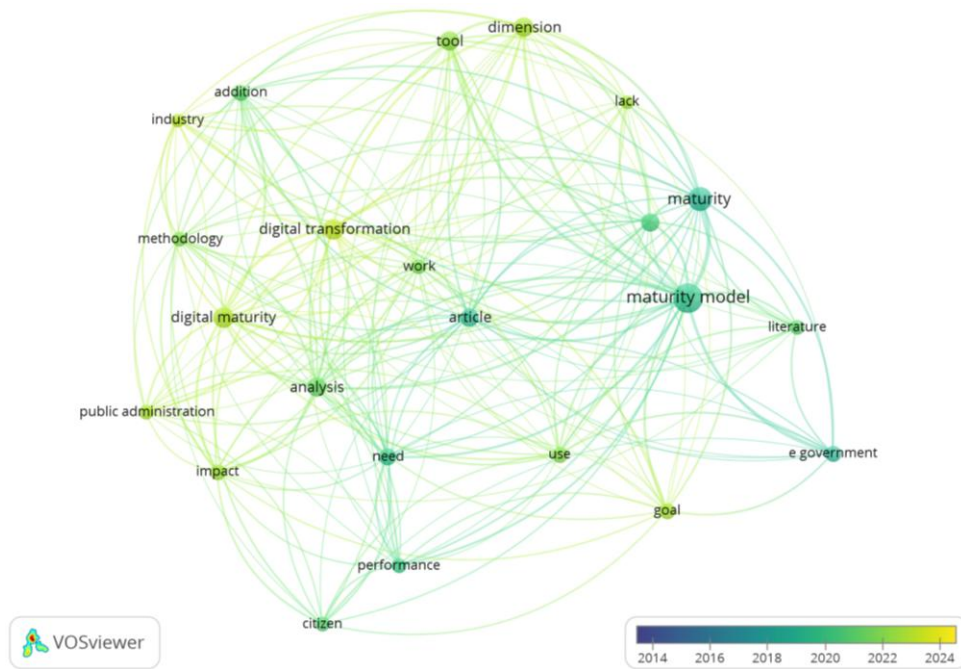 dimension
tool
addition
lack
industry
maturity
digital transformation
methodology
work
maturity model
digital maturity
article
literature
analysis
public administration
need
use
e government
impact
goal
performance
citizen
VOSviewer
2014 2016 2018 2020 2022 2024